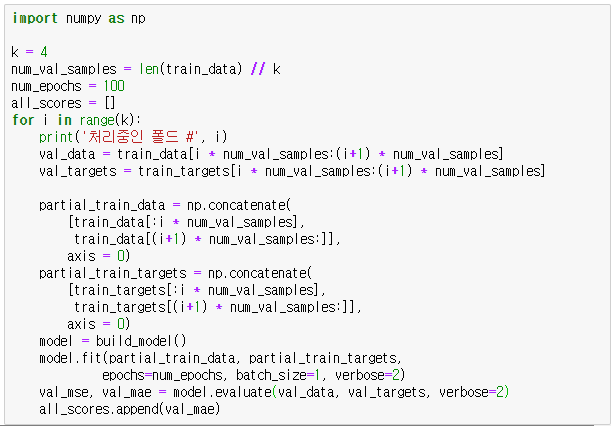 import numpy as np

k = 4
num_val_samples = len(train_data) // k
num_epochs = 100
all_scores = []
for i in range(k):
    print('처리중인 폴드 #', i)
    val_data = train_data[i * num_val_samples:(i+1) * num_val_samples]
    val_targets = train_targets[i * num_val_samples:(i+1) * num_val_samples]

    partial_train_data = np.concatenate(
        [train_data[:i * num_val_samples],
         train_data[(i+1) * num_val_samples:]],
        axis = 0)
    partial_train_targets = np.concatenate(
        [train_targets[:i * num_val_samples],
         train_targets[(i+1) * num_val_samples:]],
        axis = 0)
    model = build_model()
    model.fit(partial_train_data, partial_train_targets,
             epochs=num_epochs, batch_size=1, verbose=2)
    val_mse, val_mae = model.evaluate(val_data, val_targets, verbose=2)
    all_scores.append(val_mae)